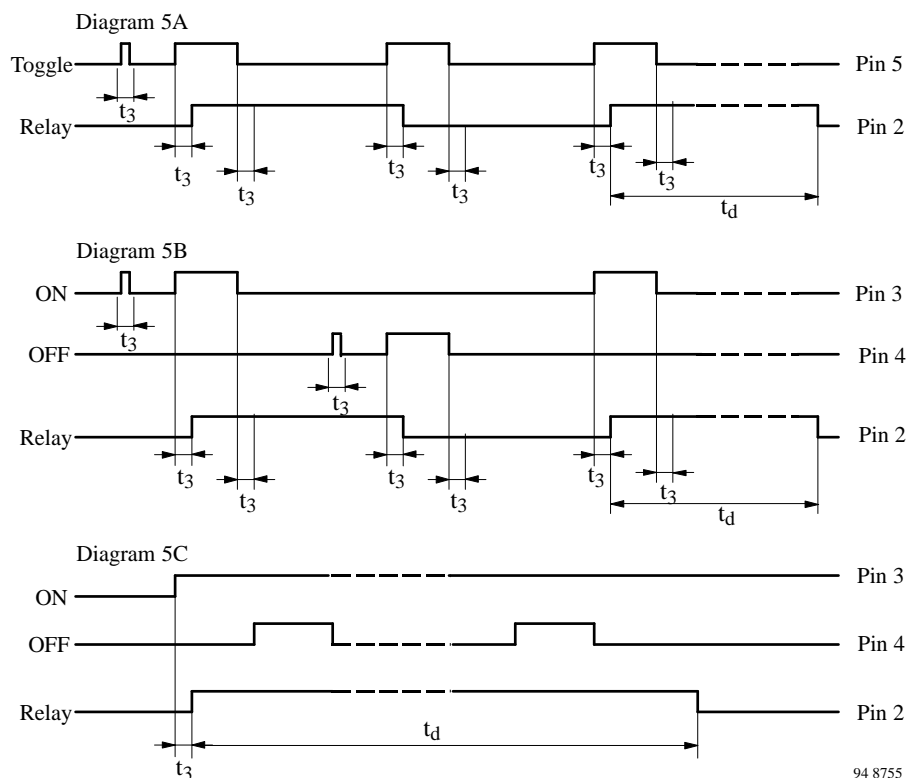 Diagram 5A
Toggle
Pin 5
t3
Relay
Pin 2
t3
t3
t3
t3
t3
t3
td
Diagram 5B
ON
Pin 3
t3
OFF
Pin 4
t3
Relay
Pin 2
t3
t3
t3
t3
t3
t3
td
Diagram 5C
ON
Pin 3
OFF
Pin 4
Relay
Pin 2
t3
td
94 8755